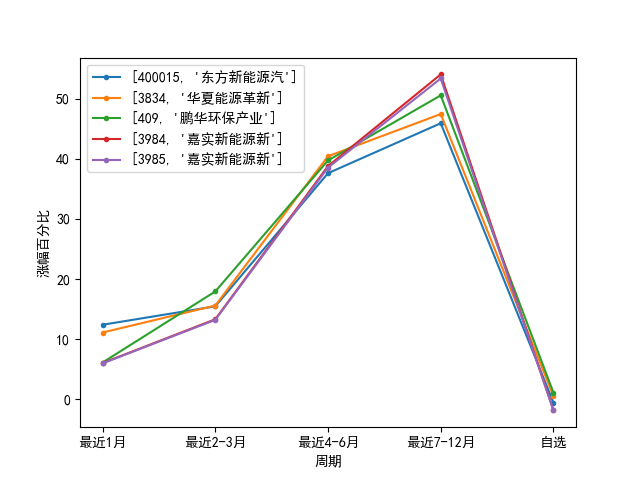 [400015, '东方新能源汽']
[3834, '华夏能源革新']
[409, '鹏华环保产业']
[3984, '嘉实新能源新']
[3985, '嘉实新能源新']
涨幅百分比
50
40
30
20
10
0
最近1月 最近2-3月 最近4-6月 最近7-12月 自选
周期